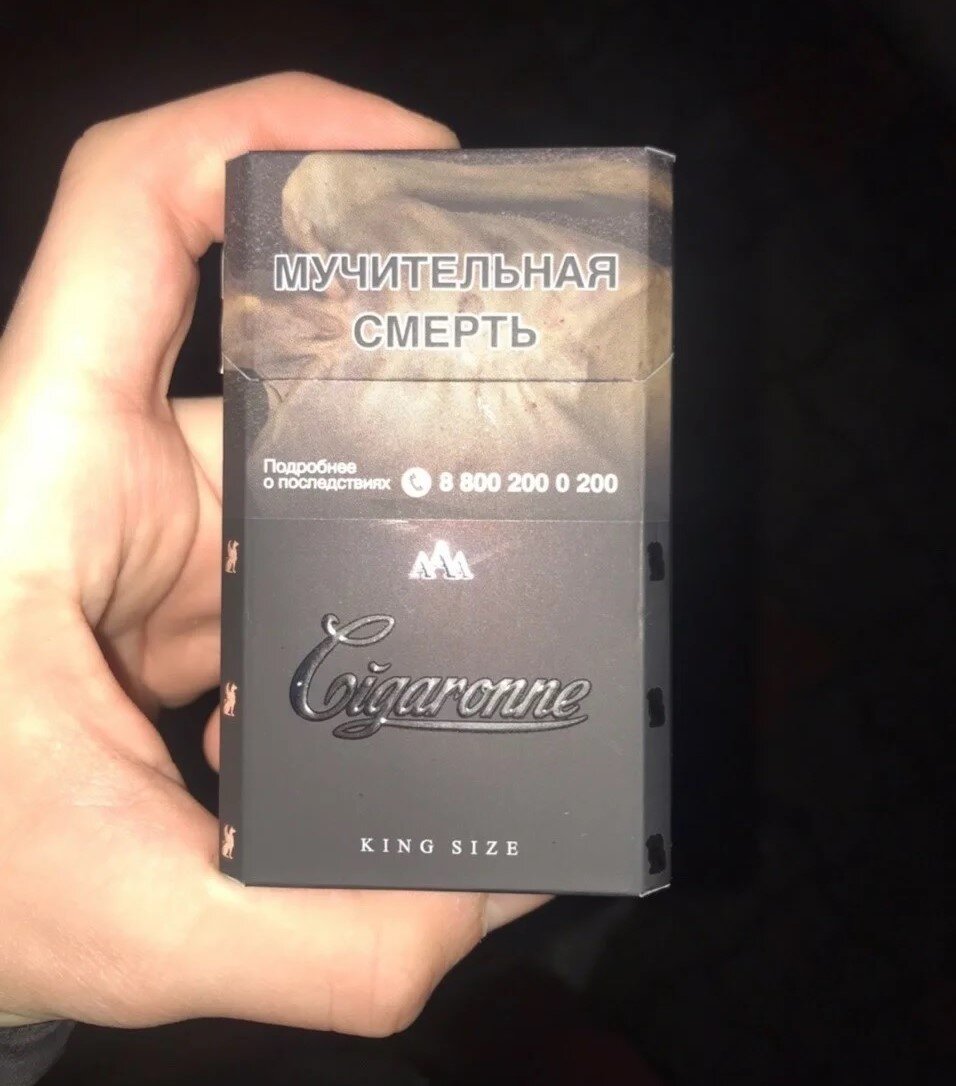 МУЧИТЕЛЬНАЯ
СМЕРТЬ
Подробнее
о последствиях 8 800 200 0 200
Cigaronne
KING SIZE